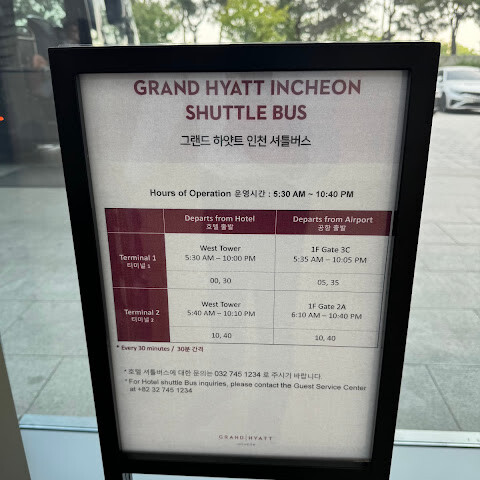 GRAND HYATT INCHEON
SHUTTLE BUS
그랜드 하얏트 인천 셔틀버스
Hours of Operation 운영시간 : 5:30 AM ~ 10:40 PM
Departs from Hotel
호텔 출발
Departs from Airport
공항 출발
Terminal 1
터미널 1
West Tower
5:30 AM – 10:00 PM
1F Gate 3C
5:35 AM – 10:05 PM
00, 30
05, 35
Terminal 2
터미널 2
West Tower
5:40 AM – 10:10 PM
1F Gate 2A
6:10 AM – 10:40 PM
10, 40
10, 40
* Every 30 minutes / 30분 간격
* 호텔 셔틀버스에 대한 문의는 032 745 1234 로 주시기 바랍니다.
* For Hotel shuttle Bus inquiries, please contact the Guest Service Center
at +82 32 745 1234
GRAND HYATT